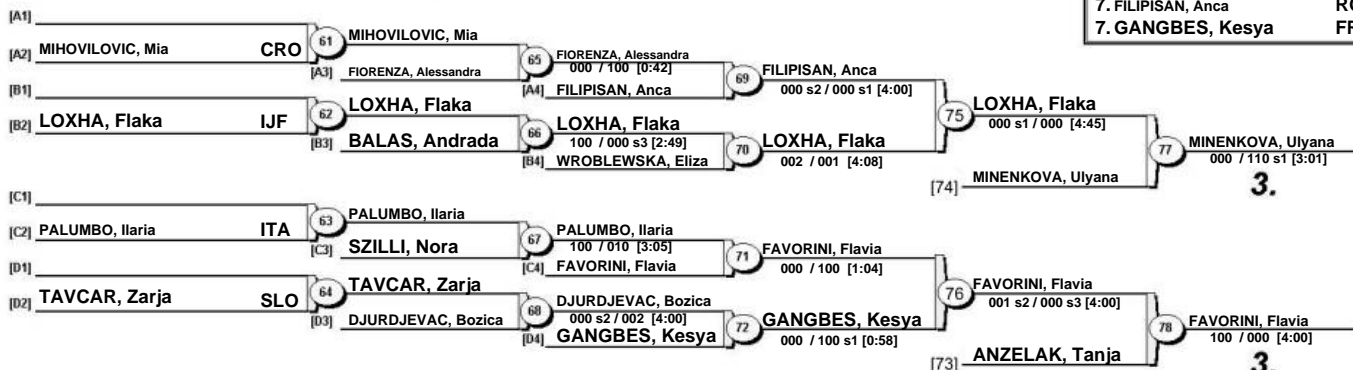 7. FILIPISAN, Anca
7. GANGBES, Kesya
[A1]
[A2] MIHOVILOVIC, Mia CRO
61
MIHOVILOVIC, Mia
[A3] FIORENZA, Alessandra
65
FIORENZA, Alessandra
000 / 100 [0:42]
[A4] FILIPISAN, Anca
69
FILIPISAN, Anca
000 s2 / 000 s1 [4:00]
[B1]
[B2] LOXHA, Flaka IJF
62
LOXHA, Flaka
[B3] BALAS, Andrada
66
LOXHA, Flaka
100 / 000 s3 [2:49]
[B4] WROBLEWSKA, Eliza
70
LOXHA, Flaka
002 / 001 [4:08]
75
LOXHA, Flaka
000 s1 / 000 [4:45]
[74] MINENKOVA, Ulyana
77
MINENKOVA, Ulyana
000 / 110 s1 [3:01]
3.
[C1]
[C2] PALUMBO, Ilaria ITA
63
PALUMBO, Ilaria
[C3] SZILLI, Nora
67
PALUMBO, Ilaria
100 / 010 [3:05]
[C4] FAVORINI, Flavia
71
FAVORINI, Flavia
000 / 100 [1:04]
[D1]
[D2] TAVCAR, Zarja SLO
64
TAVCAR, Zarja
[D3] DJURDJEVAC, Bozica
68
DJURDJEVAC, Bozica
000 s2 / 002 [4:00]
[D4] GANGBES, Kesya
72
GANGBES, Kesya
000 / 100 s1 [0:58]
76
FAVORINI, Flavia
001 s2 / 000 s3 [4:00]
[73] ANZELAK, Tanja
78
FAVORINI, Flavia
100 / 000 [4:00]
3.